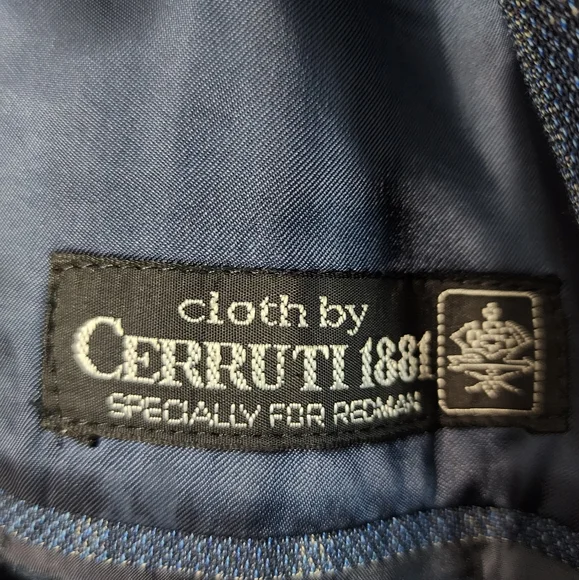 cloth by
CERRUTI 1881
SPECIALLY FOR REDMAN